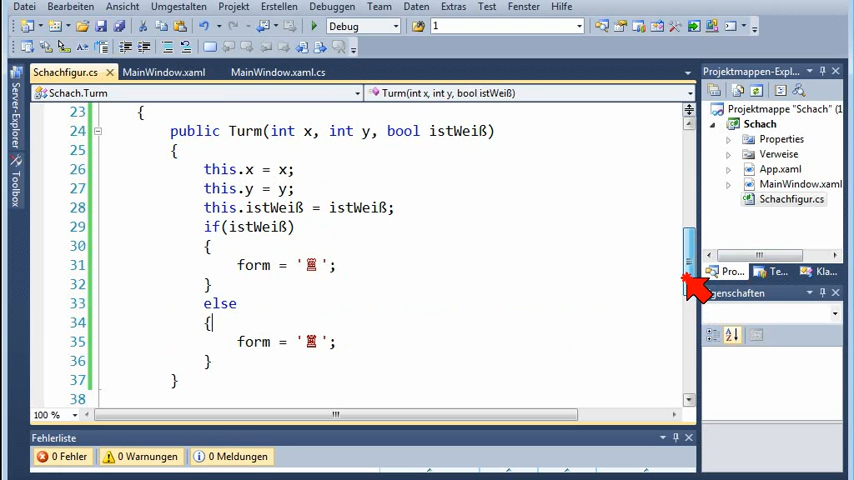 Datei Bearbeiten Ansicht Umgestalten Projekt Erstellen Debuggen Team Daten Extras Test Fenster Hilfe
Debug 1
Schachfigur.cs MainWindow.xaml MainWindow.xaml.cs
Schach.Turm Turm(int x, int y, bool istWeiß)
23 {
24 public Turm(int x, int y, bool istWeiß)
25 {
26 this.x = x;
27 this.y = y;
28 this.istWeiß = istWeiß;
29 if(istWeiß)
30 {
31 form = '♖';
32 }
33 else
34 {
35 form = '♜';
36 }
37 }
38
100 %
Fehlerliste
0 Fehler 0 Warnungen 0 Meldungen
Server-Explorer
Toolbox
Projektmappen-Expl...
Projektmappe "Schach" (1
Schach
Properties
Verweise
App.xaml
MainWindow.xaml
Schachfigur.cs
Pro... Te... Kla...
igenschaften